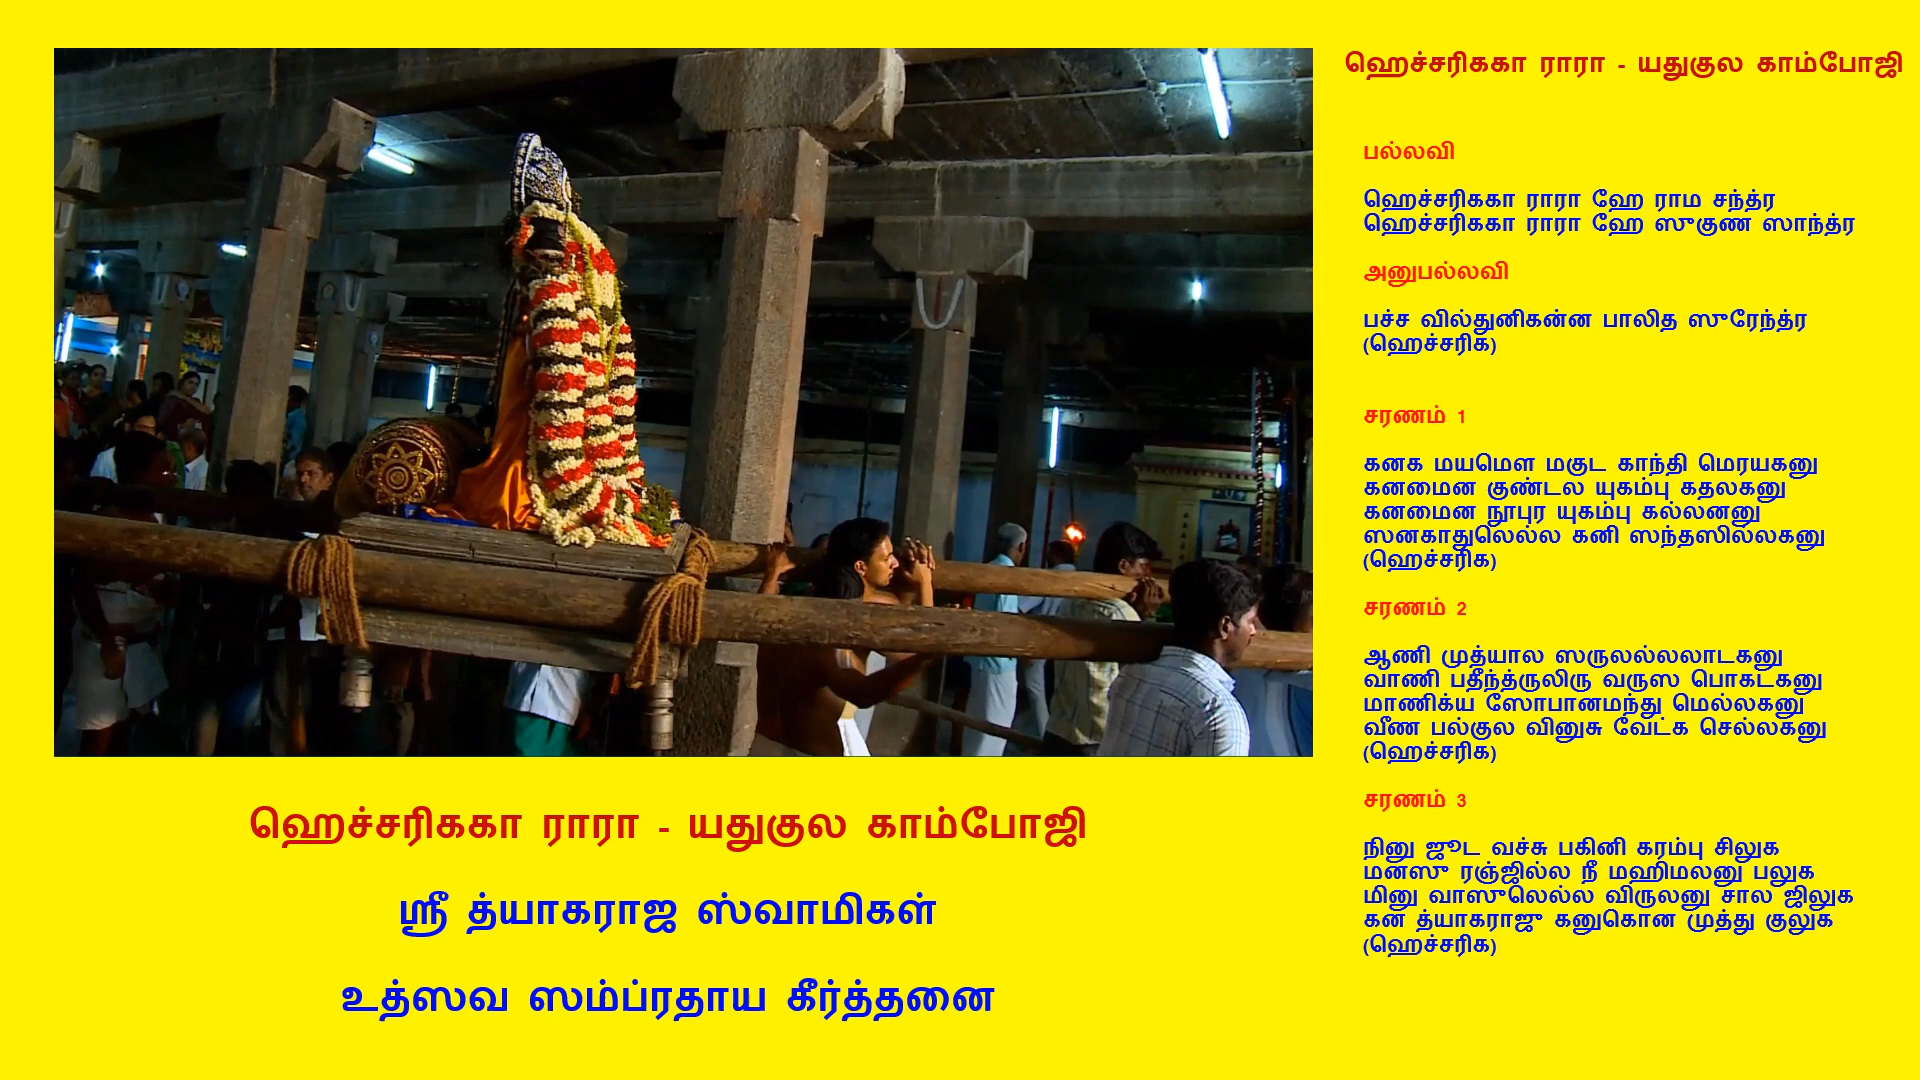 ஹெச்சரிககா ராரா - யதுகுல காம்போஜி
பல்லவி
ஹெச்சரிககா ராரா ஹே ராம சந்த்ர
ஹெச்சரிககா ராரா ஹே ஸுகுண ஸாந்த்ர
அனுபல்லவி
பச்ச வில்துனிகன்ன பாலித ஸுரேந்த்ர
(ஹெச்சரிக)
சரணம் 1
கனக மயமௌ மகுட காந்தி மெரயகனு
கனமைன குண்டல யுகம்பு கதலகனு
கனமைன நூபுர யுகம்பு கல்லனனு
ஸனகாதுலெல்ல கனி ஸந்தஸில்லகனு
(ஹெச்சரிக)
சரணம் 2
ஆணி முத்யால ஸருலல்லலாடகனு
வாணி பதீந்த்ருலிரு வருஸ பொகட்கனு
மாணிக்ய ஸோபானமந்து மெல்லகனு
வீண பல்குல வினுசு வேட்க செல்லகனு
(ஹெச்சரிக)
சரணம் 3
நினு ஜூட வச்சு பகினி கரம்பு சிலுக
மனஸு ரஞ்ஜில்ல நீ மஹிமலனு பலுக
மினு வாஸுலெல்ல விருலனு சால ஜிலுக
கன த்யாகராஜு கனுகொன முத்து குலுக
(ஹெச்சரிக)
ஹெச்சரிககா ராரா - யதுகுல காம்போஜி
ஸ்ரீ த்யாகராஜ ஸ்வாமிகள்
உத்ஸவ ஸம்ப்ரதாய கீர்த்தனை